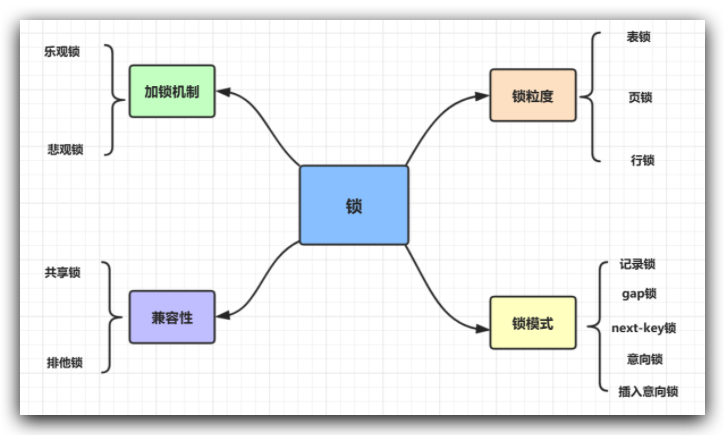 乐观锁
加锁机制
悲观锁
表锁
锁粒度
页锁
行锁
锁
共享锁
兼容性
排他锁
记录锁
gap锁
锁模式
next-key锁
意向锁
插入意向锁